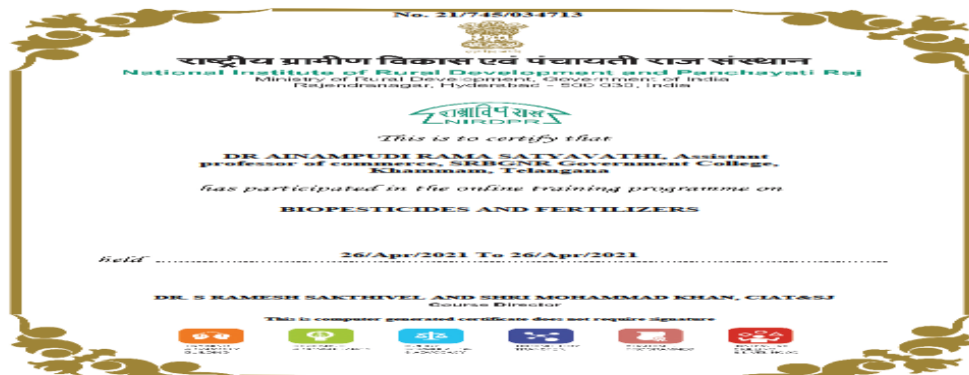 No. 21/745/034713
राष्ट्रीय ग्रामीण विकास एवं पंचायती राज संस्थान
National Institute of Rural Development and Panchayati Raj
Ministry of Rural Development, Government of India
Rajendranagar, Hyderabad - 500 030, India
NIRDPR
This is to certify that
DR AINAMPUDI RAMA SATYAVATHI, Assistant
professor of commerce, SRBGNR Government College,
Khammam, Telangana
has participated in the online training programme on
BIOPESTICIDES AND FERTILIZERS
held 26/Apr/2021 To 26/Apr/2021
DR. S RAMESH SAKTHIVEL AND SHRI MOHAMMAD KHAN, CIAT&SJ
Course Director
This is computer generated certificate does not require signature